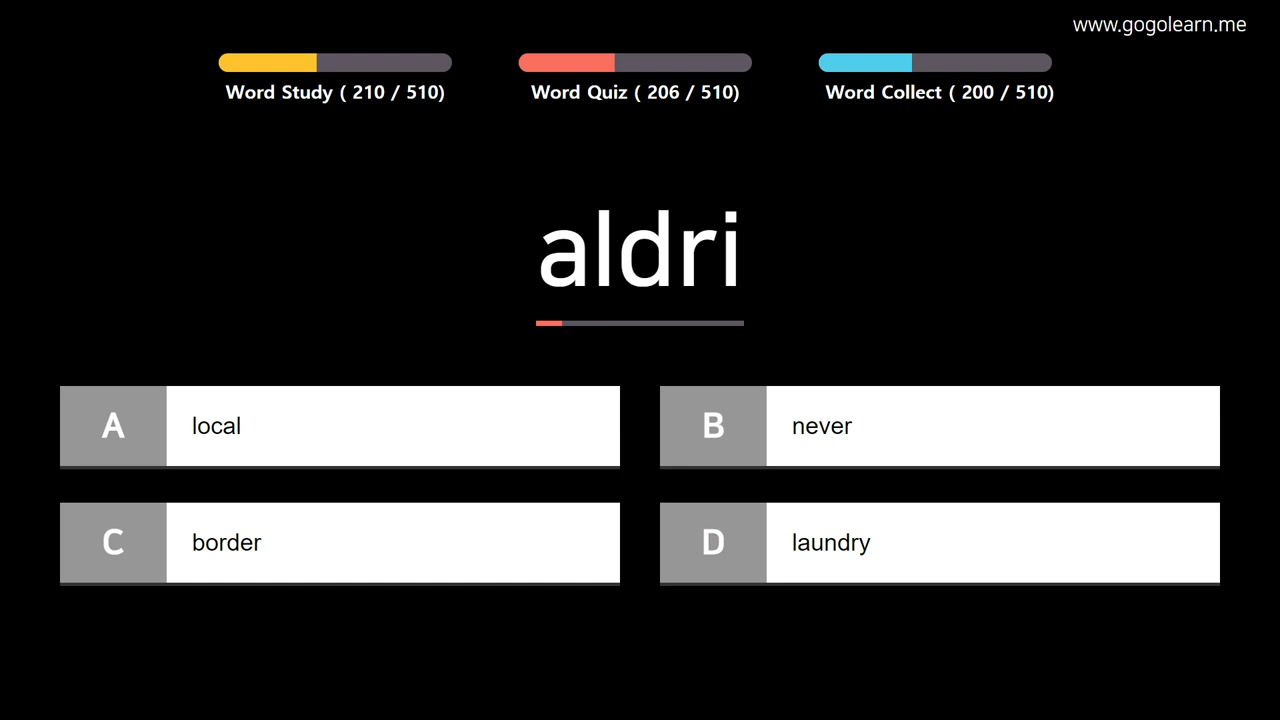 www.gogolearn.me
Word Study ( 210 / 510)
Word Quiz ( 206 / 510)
Word Collect ( 200 / 510)
aldri
A local
B never
C border
D laundry